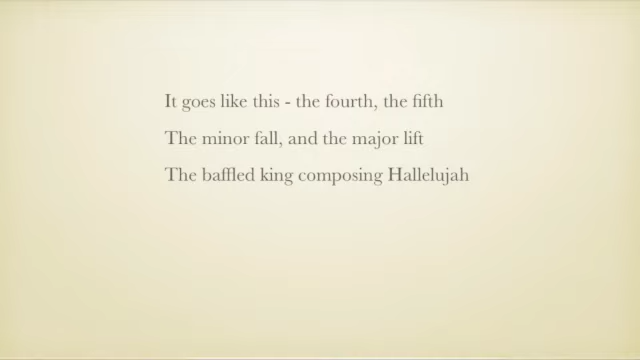 It goes like this - the fourth, the fifth
The minor fall, and the major lift
The baffled king composing Hallelujah